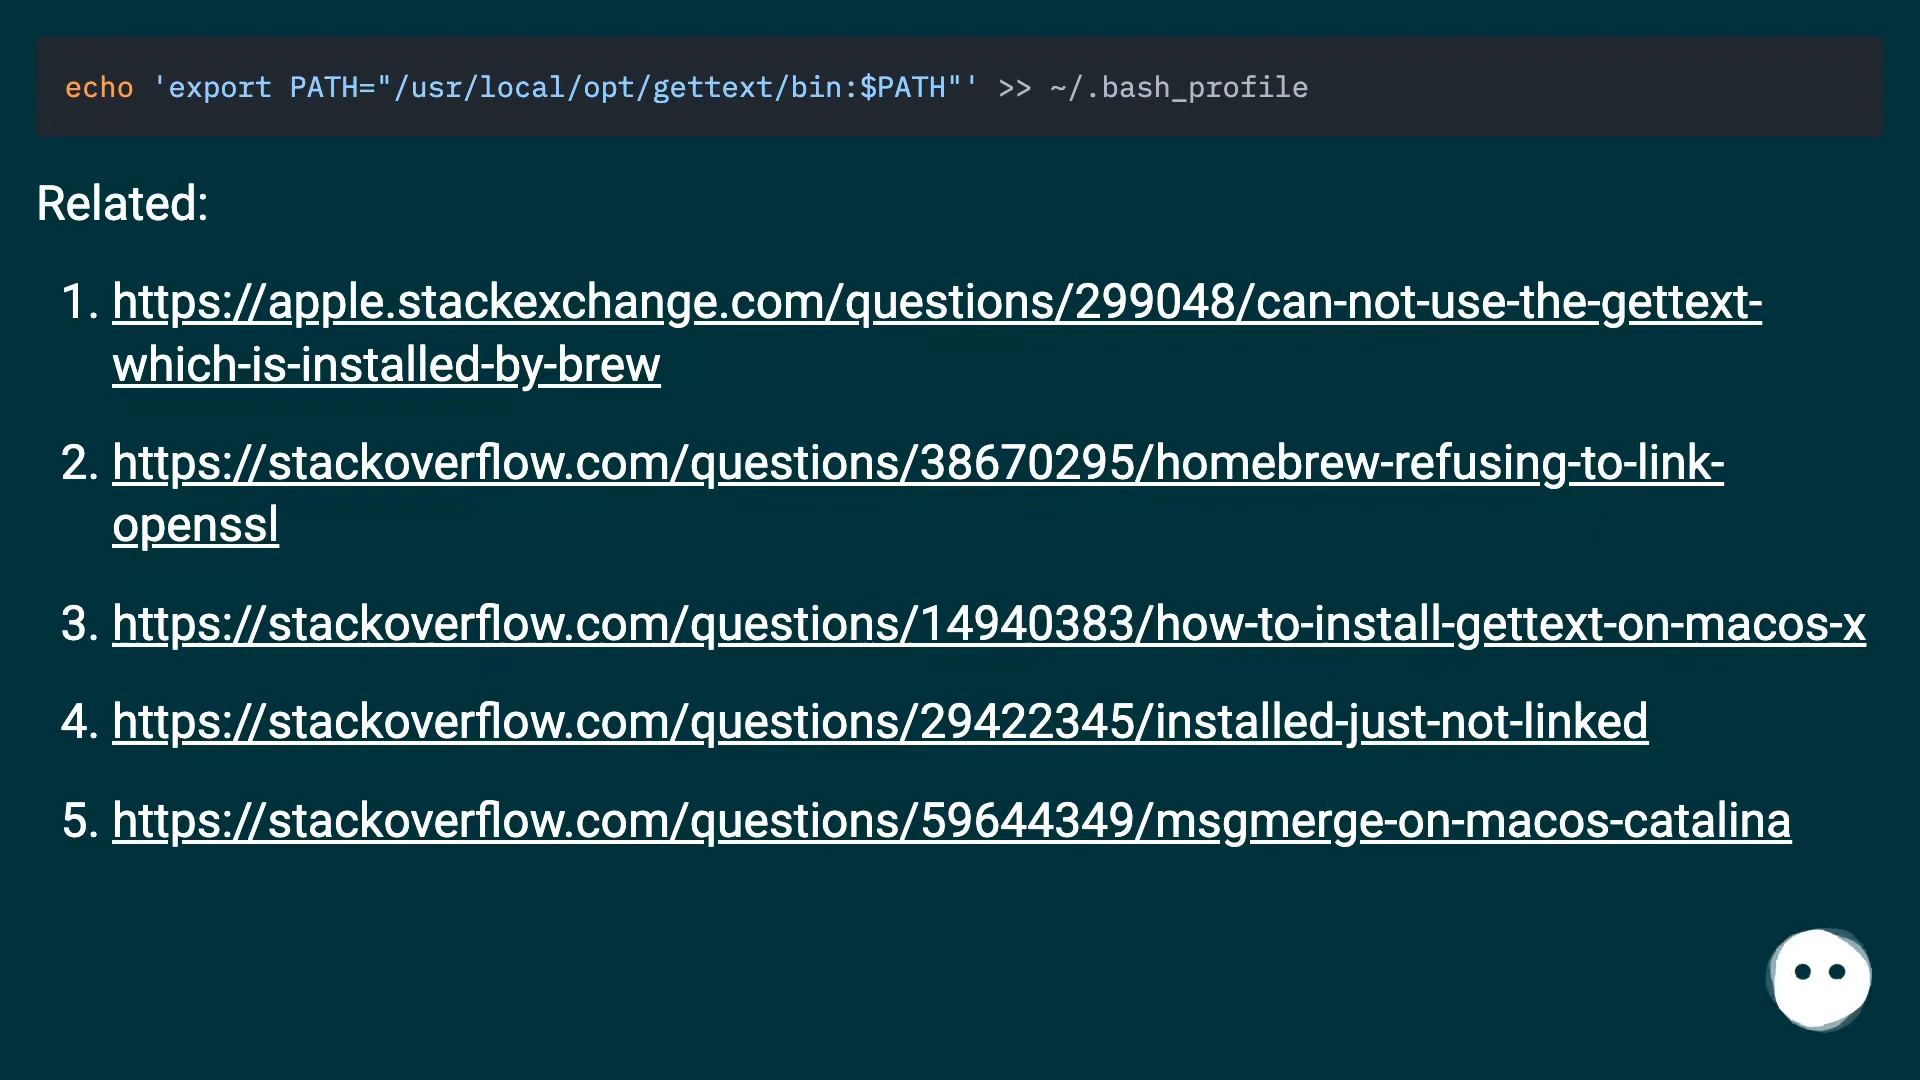 echo 'export PATH="/usr/local/opt/gettext/bin:$PATH"' >> ~/.bash_profile
Related:
1. https://apple.stackexchange.com/questions/299048/can-not-use-the-gettext-
which-is-installed-by-brew
2. https://stackoverflow.com/questions/38670295/homebrew-refusing-to-link-
openssl
3. https://stackoverflow.com/questions/14940383/how-to-install-gettext-on-macos-x
4. https://stackoverflow.com/questions/29422345/installed-just-not-linked
5. https://stackoverflow.com/questions/59644349/msgmerge-on-macos-catalina